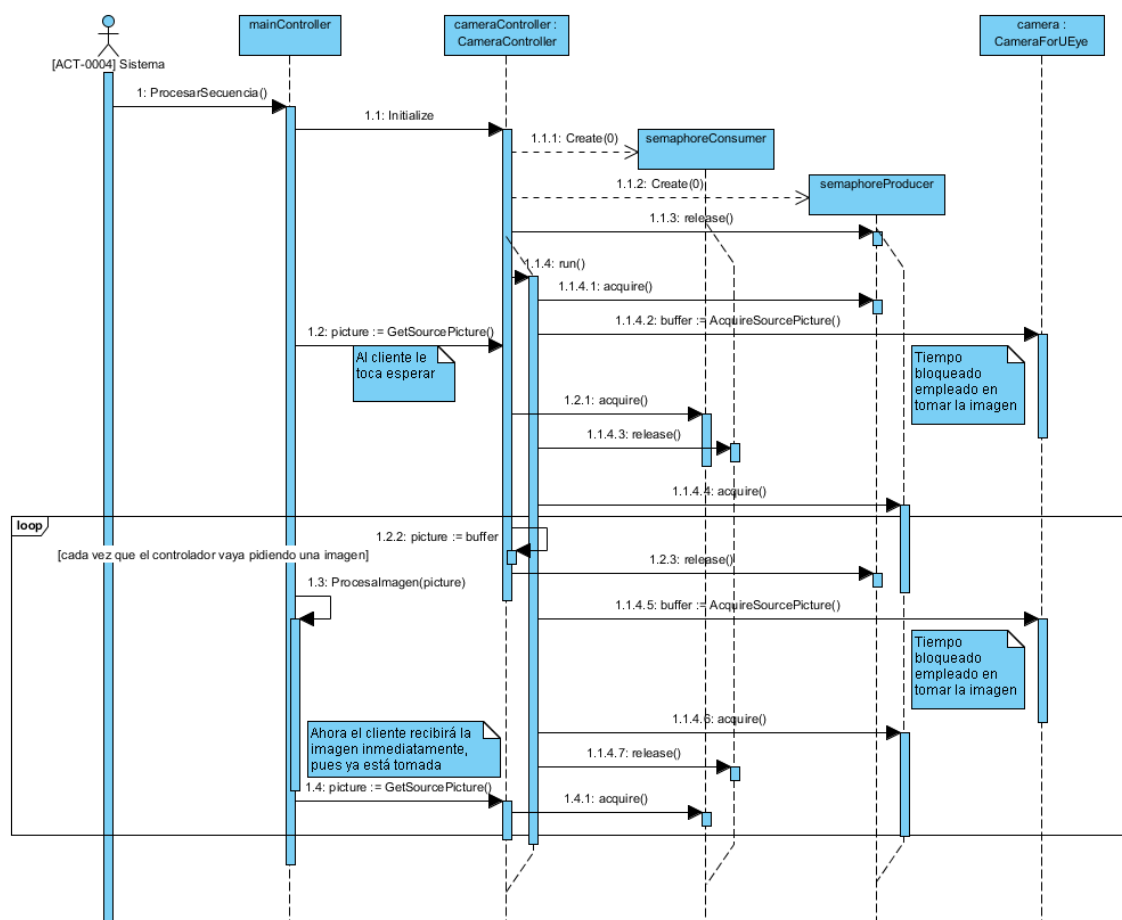 mainController
cameraController :
CameraController
camera :
CameraForUEye
[ACT-0004] Sistema
1: ProcesarSecuencia()
1.1: Initialize
1.1.1: Create(0)
semaphoreConsumer
1.1.2: Create(0)
semaphoreProducer
1.1.3: release()
1.1.4: run()
1.1.4.1: acquire()
1.1.4.2: buffer := AcquireSourcePicture()
1.2: picture := GetSourcePicture()
Al cliente le
toca esperar
Tiempo
bloqueado
empleado en
tomar la imagen
1.2.1: acquire()
1.1.4.3: release()
1.1.4.4: acquire()
loop
1.2.2: picture := buffer
[cada vez que el controlador vaya pidiendo una imagen]
1.2.3: release()
1.3: ProcesaImagen(picture)
1.1.4.5: buffer := AcquireSourcePicture()
Tiempo
bloqueado
empleado en
tomar la imagen
1.1.4.6: acquire()
Ahora el cliente recibirá la
imagen inmediatamente,
pues ya está tomada
1.1.4.7: release()
1.4: picture := GetSourcePicture()
1.4.1: acquire()